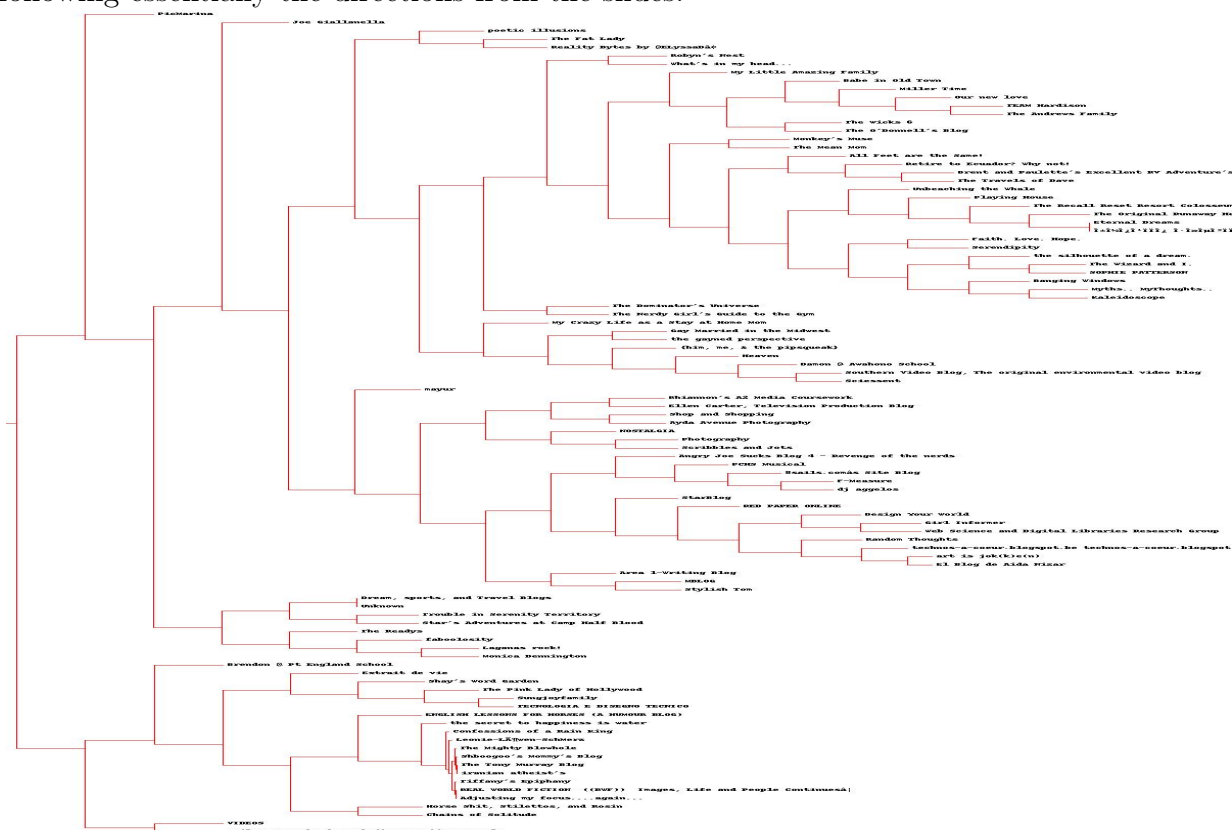 following essentially the directions from the slides.
PicMarina
Joe Giallanella
poetic illusions
The Fat Lady
Reality Bytes by
Robyn's Nest
What's in my head...
My Little Amazing Family
Babe in Old Town
Miller Time
Our new love
TEAM Hardison
The Andrews Family
The Wicks 6
The O'Donnell's Blog
Monkey's Muse
The Mean Mom
All Feet are the Same!
Retire to Ecuador? Why not!
Brent and Paulette's Excellent RV Adventure's
The Travels of Dave
Unbeaching the Whale
Playing House
The Recall Reset Resort Colosseum
The Original Runaway
Eternal Dreams
Faith. Love. Hope.
Serendipity
the silhouette of a dream.
The Wizard and I.
SOPHIE PATTERSON
Banging Windows
Myths.. MyThoughts..
Kaleidoscope
The Dominator's Universe
The Nerdy Girl's Guide to the Gym
My Crazy Life as a Stay at Home Mom
Gay Married in the Midwest
the gayned perspective
{him, me, & the pipsqueak}
Heaven
Damon @ Awahono School
Southern Video Blog, The original environmental video blog
Sciessent
mayur
Rhiannon's A2 Media Coursework
Ellen Carter, Television Production Blog
Shop and Shopping
Ayda Avenue Photography
NOSTALGIA
Photography
Scribbles and Jots
Angry Joe Sucks Blog 4 - Revenge of the nerds
PCHS Musical
Site Blog
F-Measure
dj aggelos
StarBlog
RED PAPER ONLINE
Design Your World
Girl Informer
Web Science and Digital Libraries Research Group
Random Thoughts
technos-a-coeur.blogspot.be technos-a-coeur.blogspot
art is jok(k)e(n)
El Blog de Aida Mizar
Area 1-Writing Blog
MBLOG
Stylish Tom
Dream, sports, and Travel Blogs
Unknown
Trouble in Serenity Territory
Star's Adventures at Camp Half Blood
The Readys
faboolosity
Laganas rock!
Monica Dennington
Brendon @ Pt England School
Extrait de vie
Shay's Word Garden
The Pink Lady of Hollywood
Sungjoyfamily
TECNOLOGIA E DISEGNO TECNICO
ENGLISH LESSONS FOR HORSES (A HUMOUR BLOG)
the secret to happiness is water
Confessions of a Rain King
The Mighty Blowhole
Shboogoo's Mommy's Blog
The Tony Murray Blog
iranian atheist's
Tiffany's Epiphany
REAL WORLD FICTION ((RWF)) Images, Life and People
Adjusting my focus....again...
Horse Shit, Stilettos, and Rosin
Chains of Solitude
VIDEOS